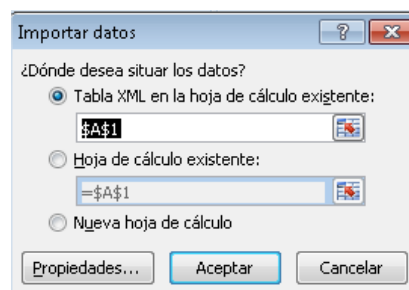 Importar datos
¿Dónde desea situar los datos?
Tabla XML en la hoja de cálculo existente:
$A$1
Hoja de cálculo existente:
=$A$1
Nueva hoja de cálculo
Propiedades... Aceptar Cancelar